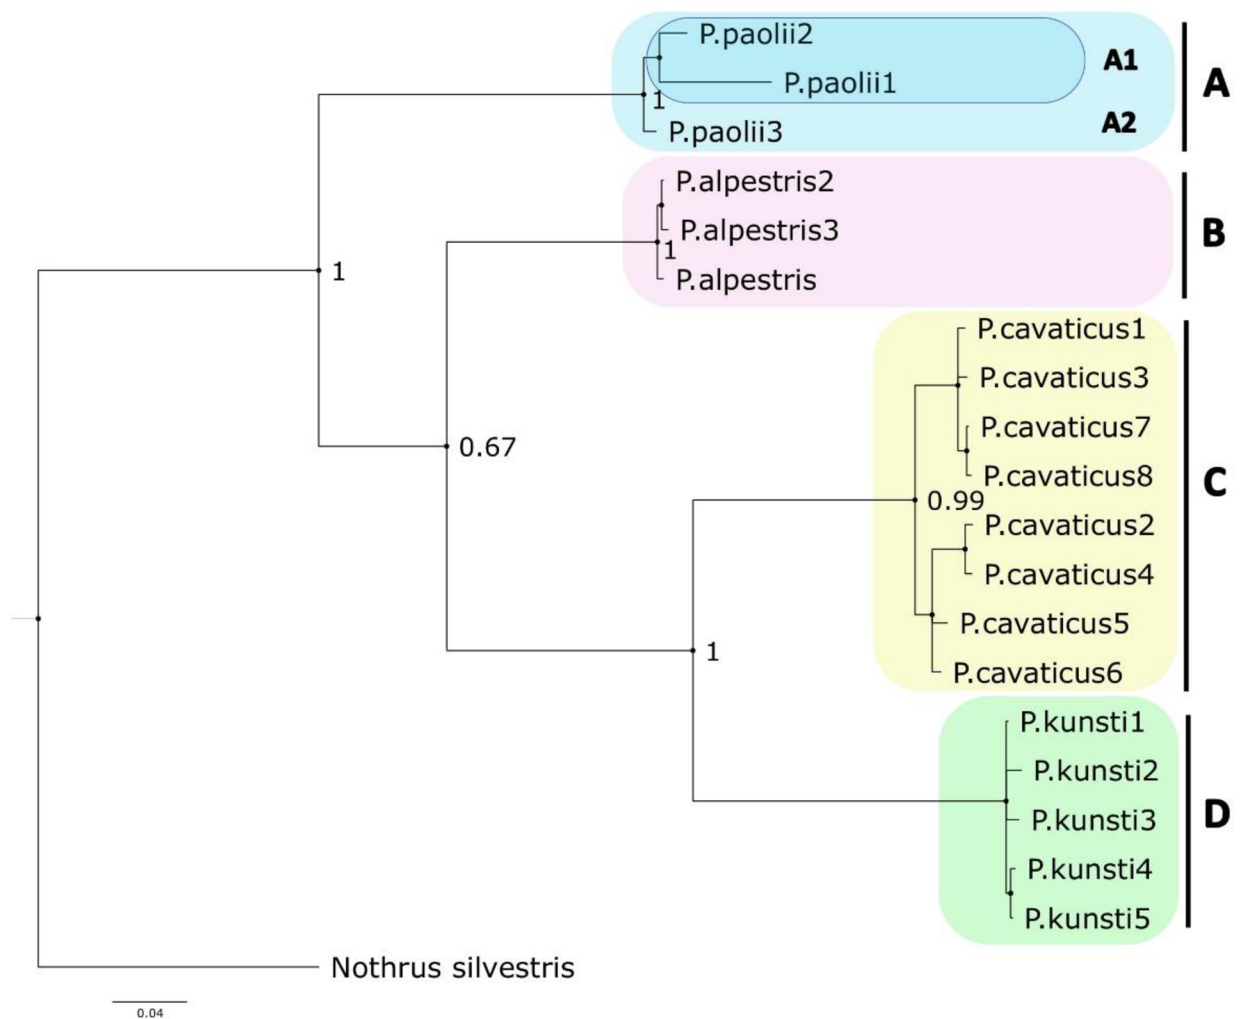 P.paolii2
A1
P.paolii1
A
1
A2
P.paolii3
P.alpestris2
P.alpestris3
B
1
P.alpestris
1
P.cavaticus1
P.cavaticus3
P.cavaticus7
0.67
P.cavaticus8
C
0.99
P.cavaticus2
P.cavaticus4
P.cavaticus5
1
P.cavaticus6
P.kunsti1
P.kunsti2
D
P.kunsti3
P.kunsti4
P.kunsti5
Nothrus silvestris
0.04